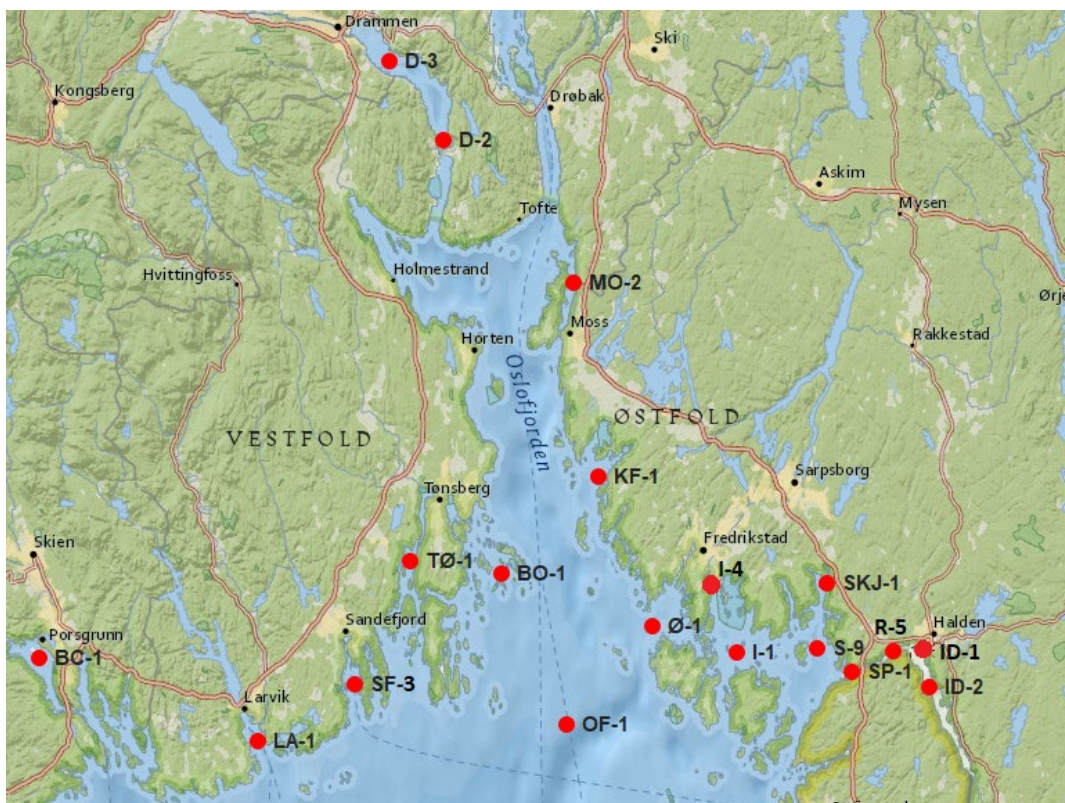 Drammen
Ski
D-3
Kongsberg
Drøbak
D-2
Askim
Mysen
Tofte
Holmestrand
Hvittingfoss
MO-2
Ørje
Moss
Rakkestad
Horten
Oslofjorden
ØSTFOLD
VESTFOLD
Sarpsborg
KF-1
Tønsberg
Skien
Fredrikstad
TØ-1
BO-1
I-4
SKJ-1
Sandefjord
Ø-1
R-5
Halden
Porsgrunn
BC-1
I-1
S-9
ID-1
SP-1
SF-3
ID-2
Larvik
OF-1
LA-1